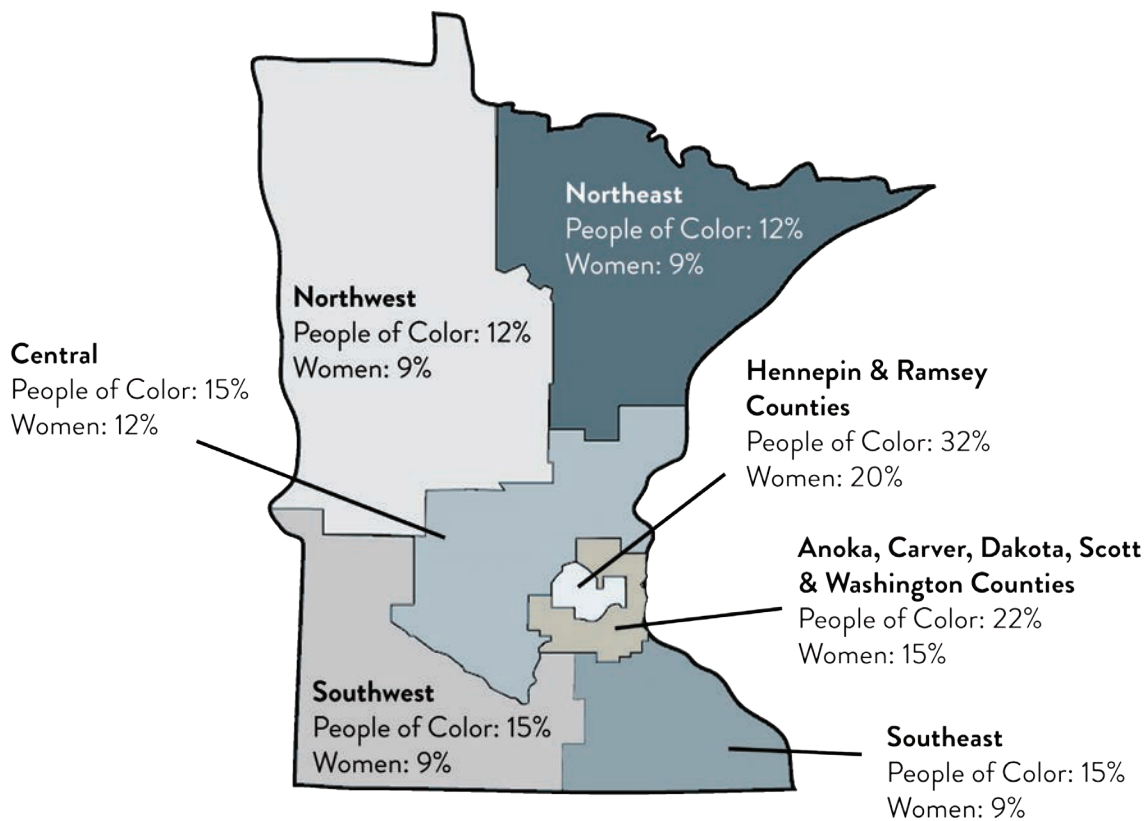 Northeast
People of Color: 12%
Women: 9%
Northwest
People of Color: 12%
Women: 9%
Central
People of Color: 15%
Women: 12%
Hennepin & Ramsey
Counties
People of Color: 32%
Women: 20%
Anoka, Carver, Dakota, Scott
& Washington Counties
People of Color: 22%
Women: 15%
Southwest
People of Color: 15%
Women: 9%
Southeast
People of Color: 15%
Women: 9%